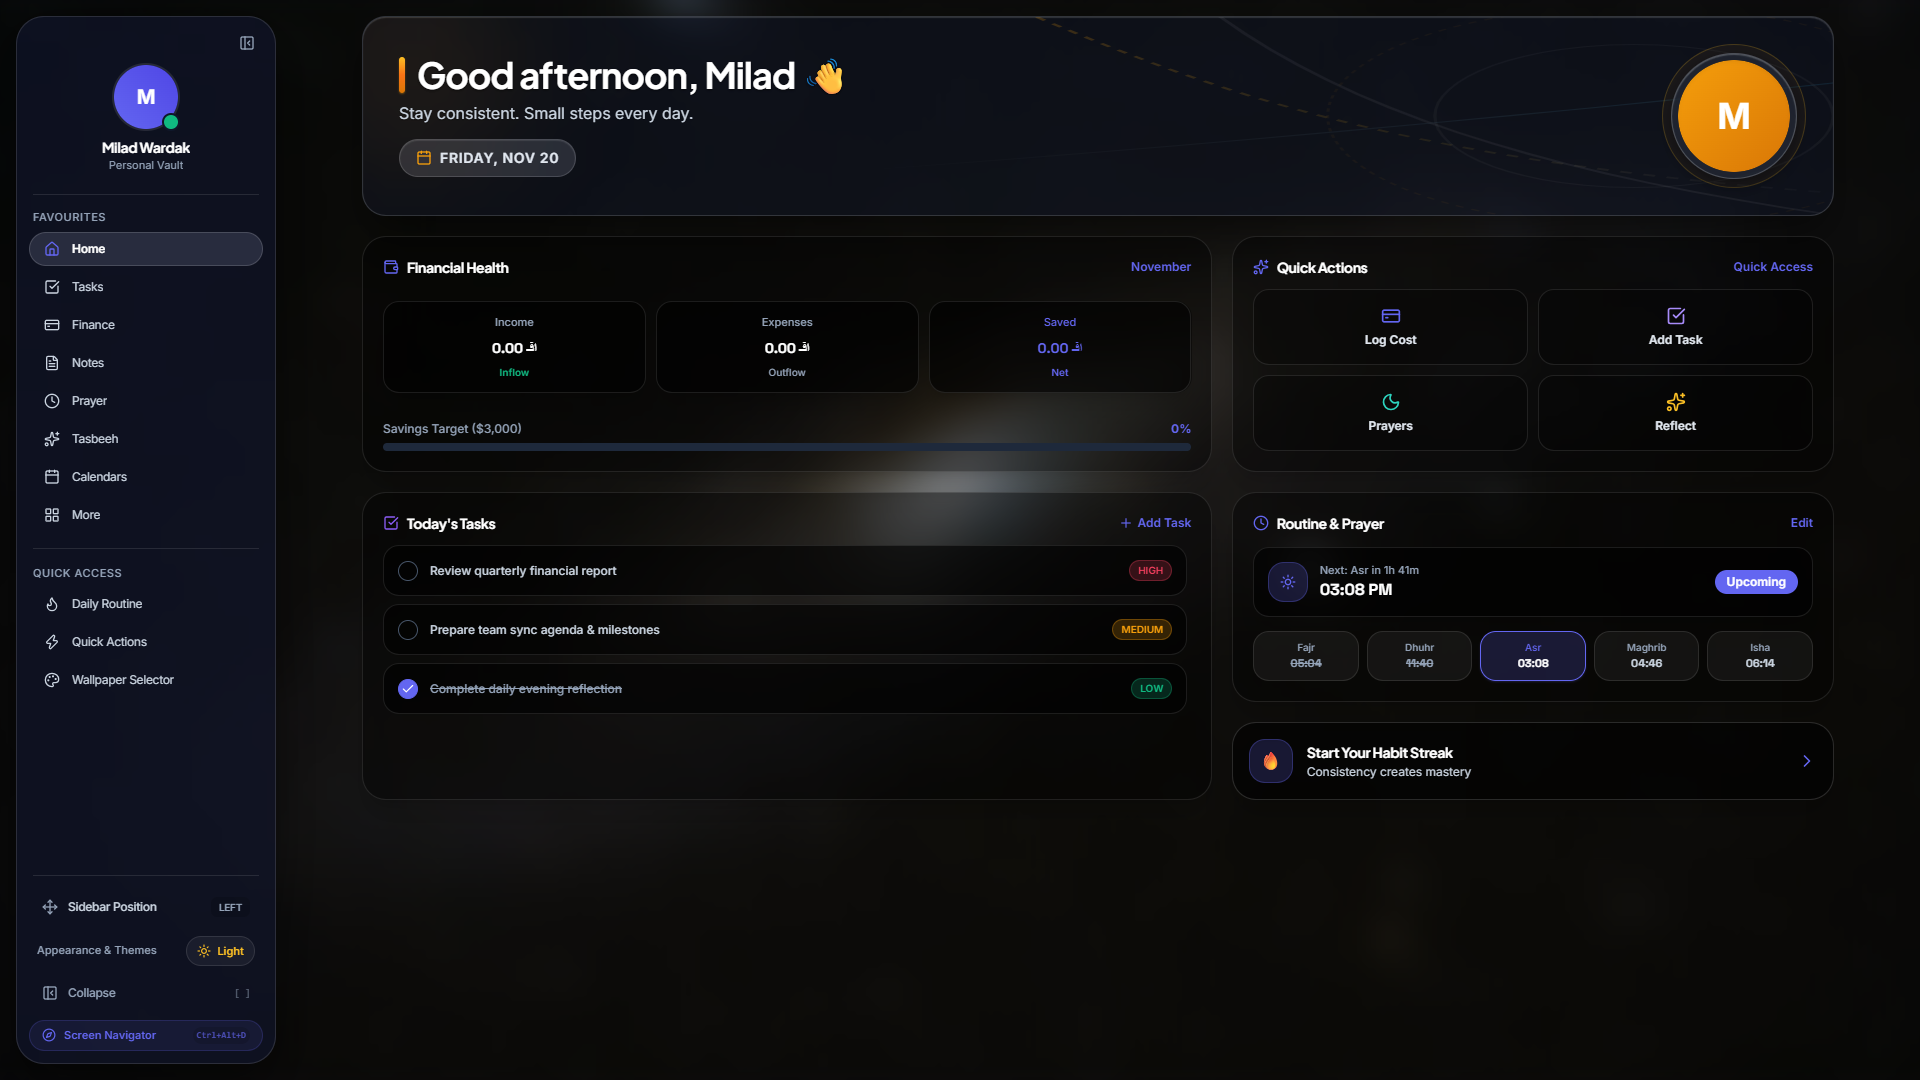 M
Milad Wardak
Personal Vault
FAVOURITES
Home
Tasks
Finance
Notes
Prayer
Tasbeeh
Calendars
More
QUICK ACCESS
Daily Routine
Quick Actions
Wallpaper Selector
Sidebar Position LEFT
Appearance & Themes Light
Collapse [ ]
Screen Navigator Ctrl+Alt+D
Good afternoon, Milad 👋
Stay consistent. Small steps every day.
FRIDAY, NOV 20
M
Financial Health November
Income
0.00
Inflow
Expenses
0.00
Outflow
Saved
0.00
Net
Savings Target ($3,000) 0%
Quick Actions Quick Access
Log Cost
Add Task
Prayers
Reflect
Today's Tasks + Add Task
Review quarterly financial report HIGH
Prepare team sync agenda & milestones MEDIUM
Complete daily evening reflection LOW
Routine & Prayer Edit
Next: Asr in 1h 41m
03:08 PM
Upcoming
Fajr
05:04
Dhuhr
11:40
Asr
03:08
Maghrib
04:46
Isha
06:14
Start Your Habit Streak
Consistency creates mastery